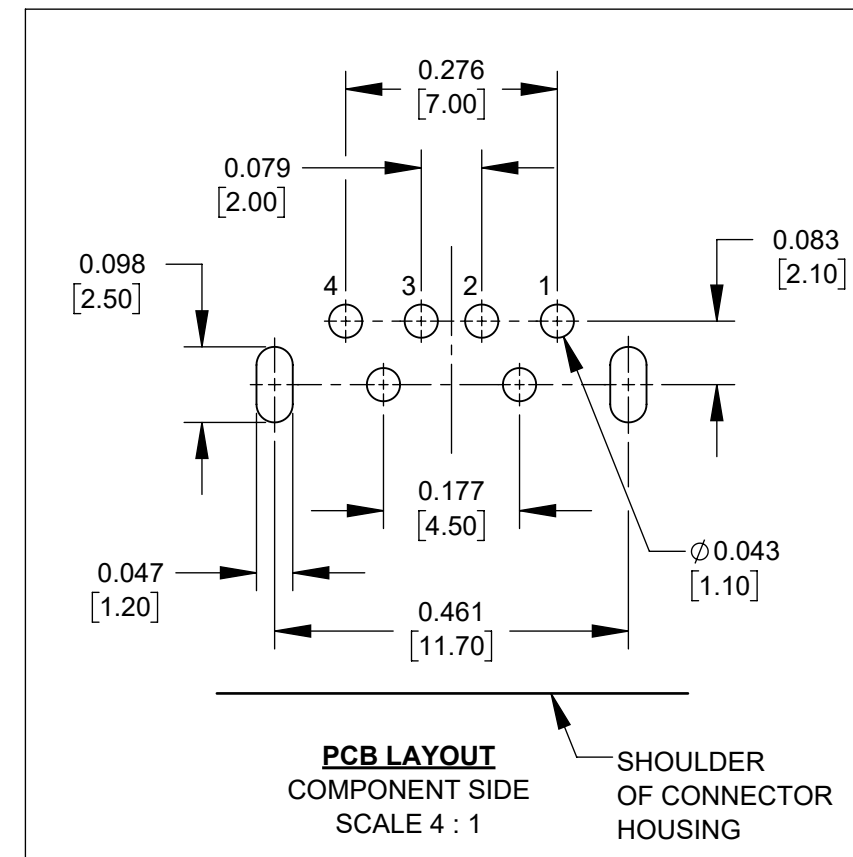 0.276
[7.00]
0.079
[2.00]
0.083
[2.10]
0.098
[2.50]
4 3 2 1
0.177
[4.50]
⌀0.043
[1.10]
0.047
[1.20]
0.461
[11.70]
PCB LAYOUT
COMPONENT SIDE
SCALE 4 : 1
SHOULDER
OF CONNECTOR
HOUSING